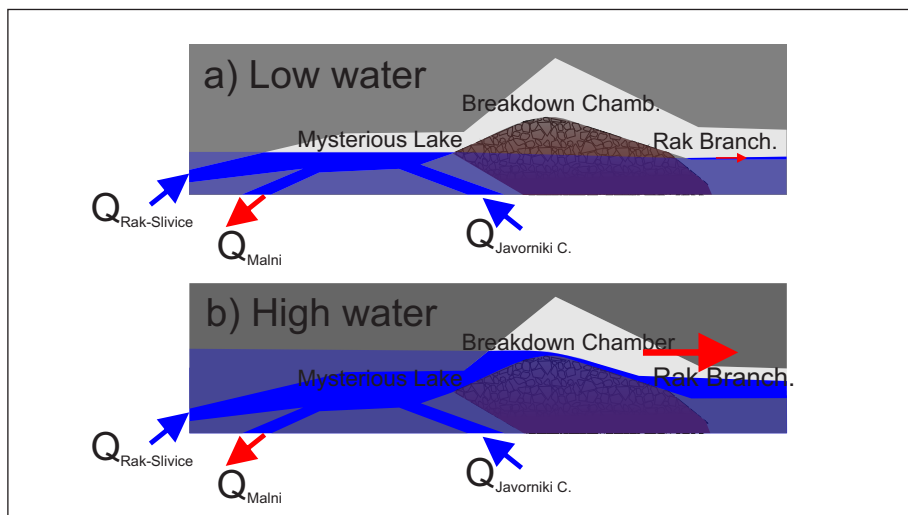 a) Low water
Breakdown Chamb.
Mysterious Lake
Rak Branch.
QRak-Slivice
QMalni
QJavorniki C.
b) High water
Breakdown Chamber
Mysterious Lake
Rak Branch.
QRak-Slivice
QMalni
QJavorniki C.